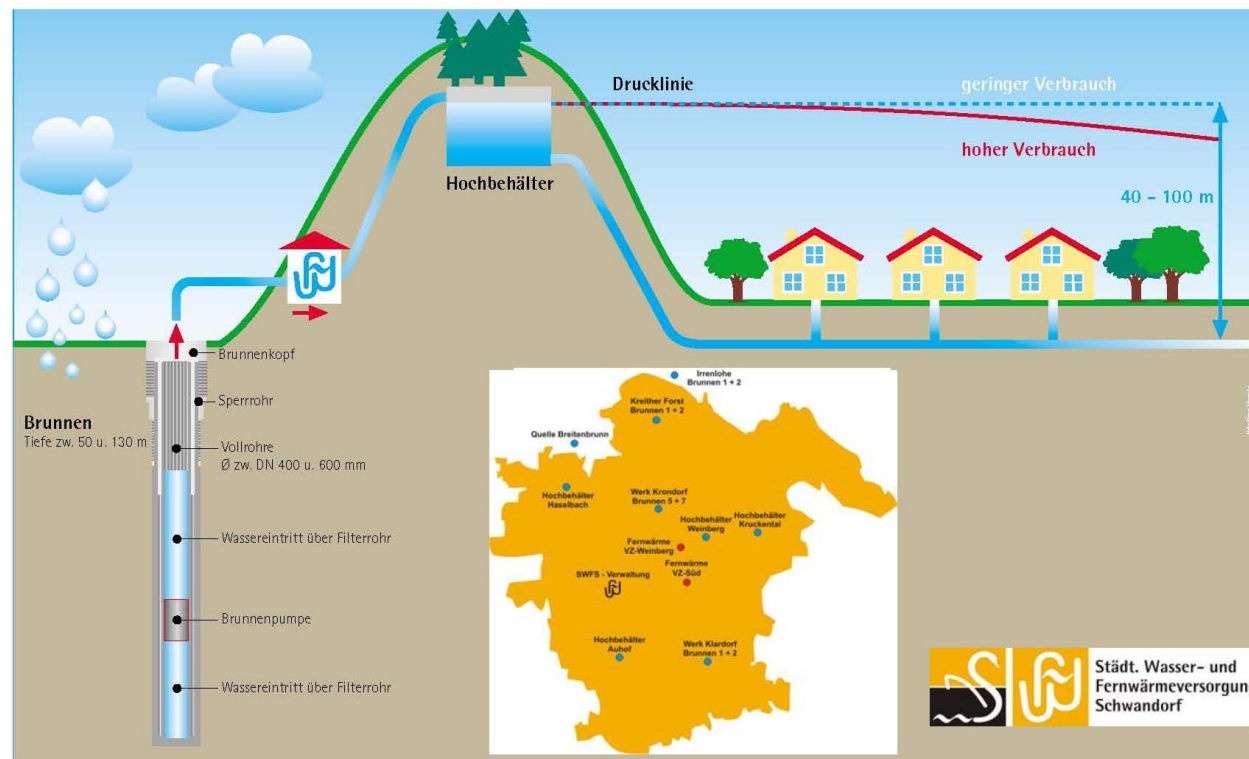 Drucklinie
geringer Verbrauch
hoher Verbrauch
Hochbehälter
40 – 100 m
Brunnenkopf
Sperrrohr
Brunnen
Tiefe zw. 50 u. 130 m
Vollrohre
Ø zw. DN 400 u. 600 mm
Wassereintritt über Filterrohr
Brunnenpumpe
Wassereintritt über Filterrohr
Irrenlohe
Brunnen 1 + 2
Kreither Forst
Brunnen 1 + 2
Quelle Breitenbrunn
Hochbehälter
Haselbach
Werk Krondorf
Brunnen 5 + 7
Hochbehälter
Weinberg
Hochbehälter
Kruckental
Fernwärme
VZ-Weinberg
Fernwärme
VZ-Süd
SWFS - Verwaltung
Hochbehälter
Auhof
Werk Klardorf
Brunnen 1 + 2
Städt. Wasser- und
Fernwärmeversorgun
Schwandorf